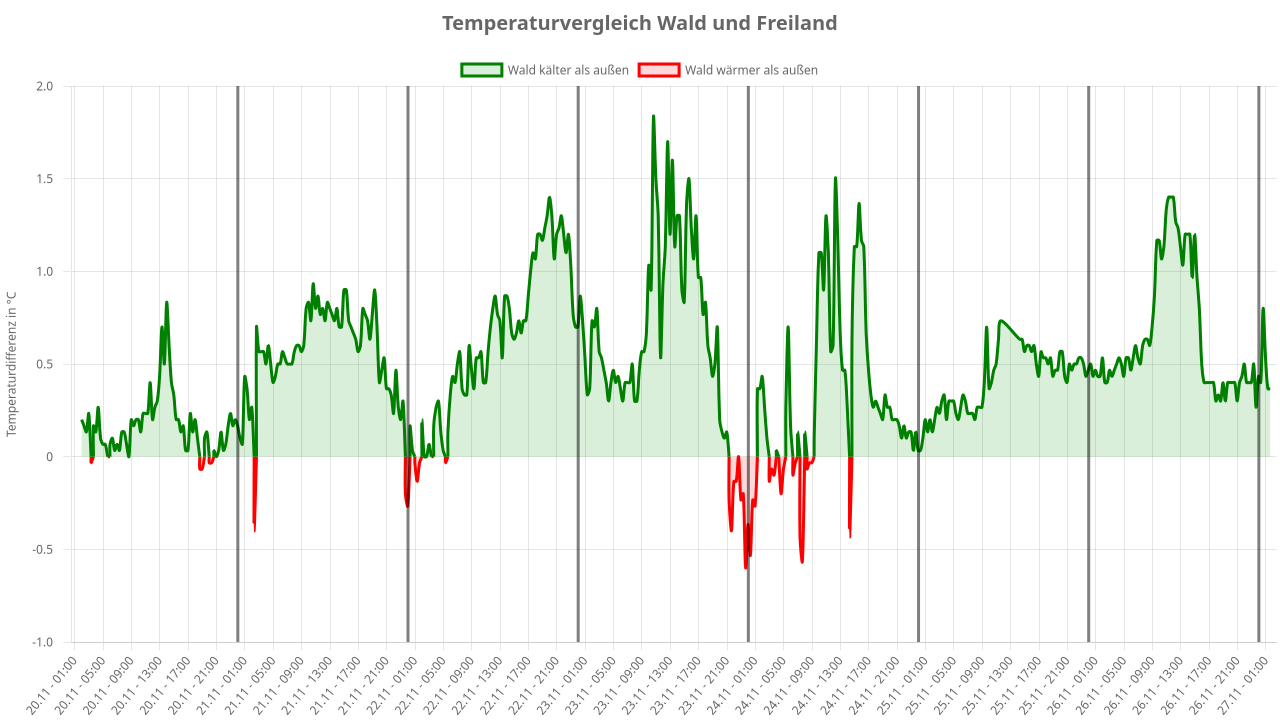 Temperaturvergleich Wald und Freiland
Wald kälter als außen
Wald wärmer als außen
Temperaturdifferenz in °C
2.0
1.5
1.0
0.5
0
-0.5
-1.0
20.11 - 01:00
20.11 - 05:00
20.11 - 09:00
20.11 - 13:00
20.11 - 17:00
20.11 - 21:00
21.11 - 01:00
21.11 - 05:00
21.11 - 09:00
21.11 - 13:00
21.11 - 17:00
21.11 - 21:00
22.11 - 01:00
22.11 - 05:00
22.11 - 09:00
22.11 - 13:00
22.11 - 17:00
22.11 - 21:00
23.11 - 01:00
23.11 - 05:00
23.11 - 09:00
23.11 - 13:00
23.11 - 17:00
23.11 - 21:00
24.11 - 01:00
24.11 - 05:00
24.11 - 09:00
24.11 - 13:00
24.11 - 17:00
24.11 - 21:00
25.11 - 01:00
25.11 - 05:00
25.11 - 09:00
25.11 - 13:00
25.11 - 17:00
25.11 - 21:00
26.11 - 01:00
26.11 - 05:00
26.11 - 09:00
26.11 - 13:00
26.11 - 17:00
26.11 - 21:00
27.11 - 01:00